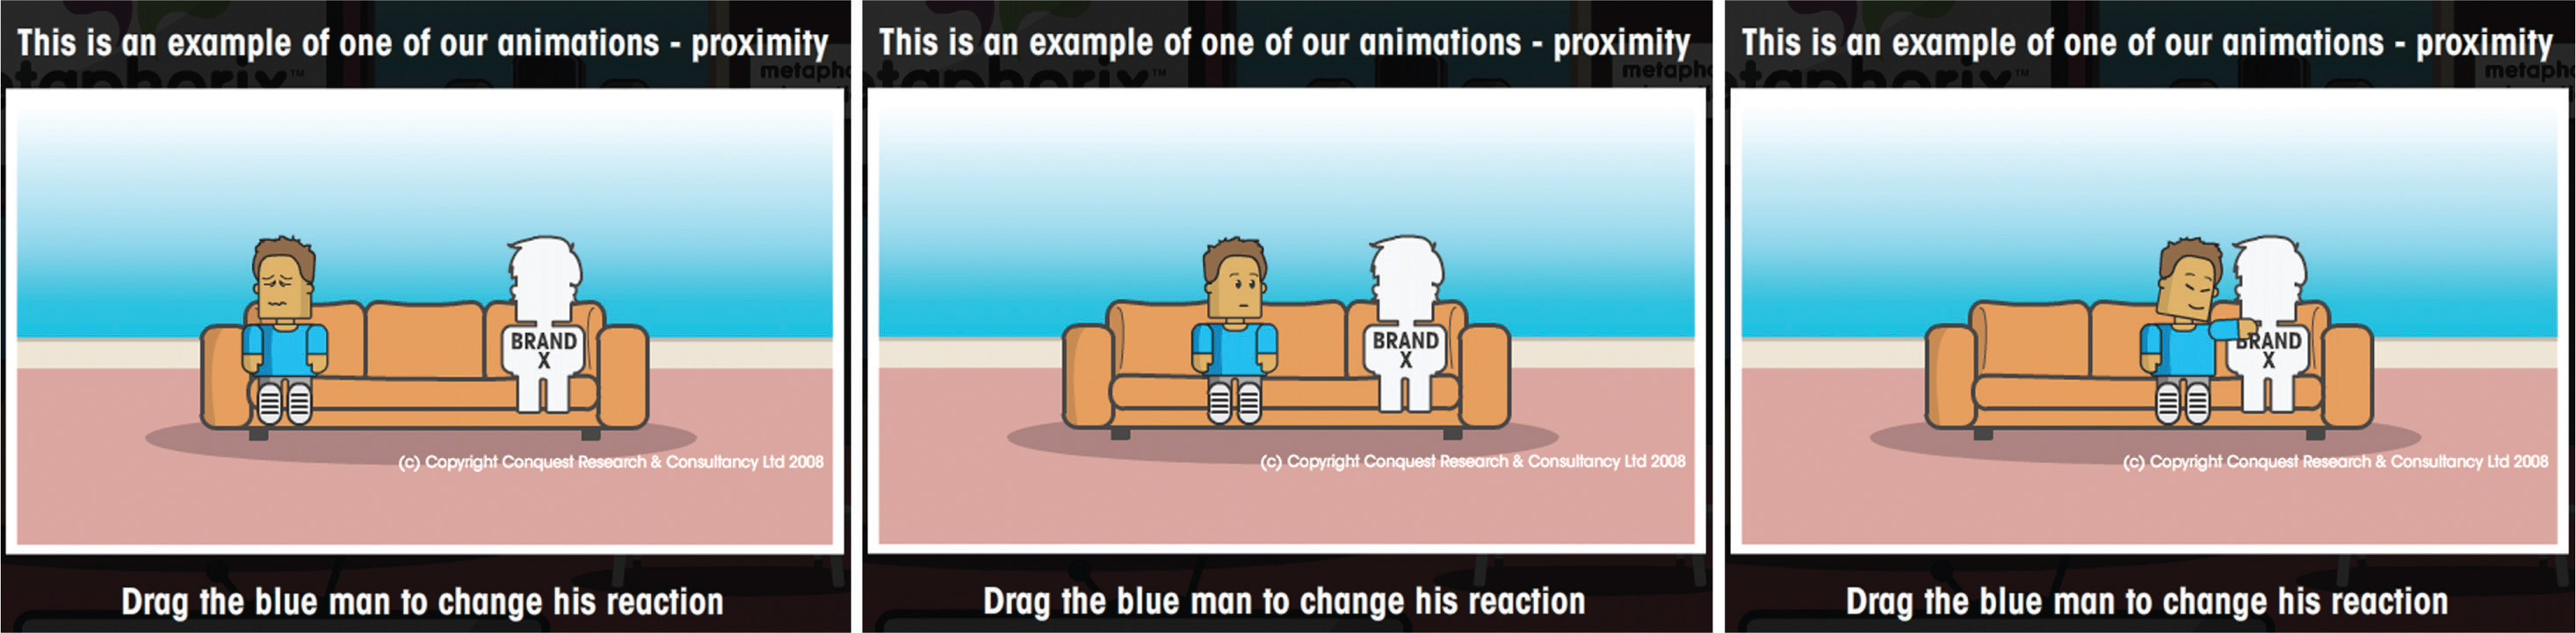 This is an example of one of our animations - proximity
taphorix™
metapho
BRAND
X
(c) Copyright Conquest Research & Consultancy Ltd 2008
Drag the blue man to change his reaction
This is an example of one of our animations - proximity
taphorix™
metapho
BRAND
X
(c) Copyright Conquest Research & Consultancy Ltd 2008
Drag the blue man to change his reaction
This is an example of one of our animations - proximity
taphorix™
metapho
BRAND
X
(c) Copyright Conquest Research & Consultancy Ltd 2008
Drag the blue man to change his reaction